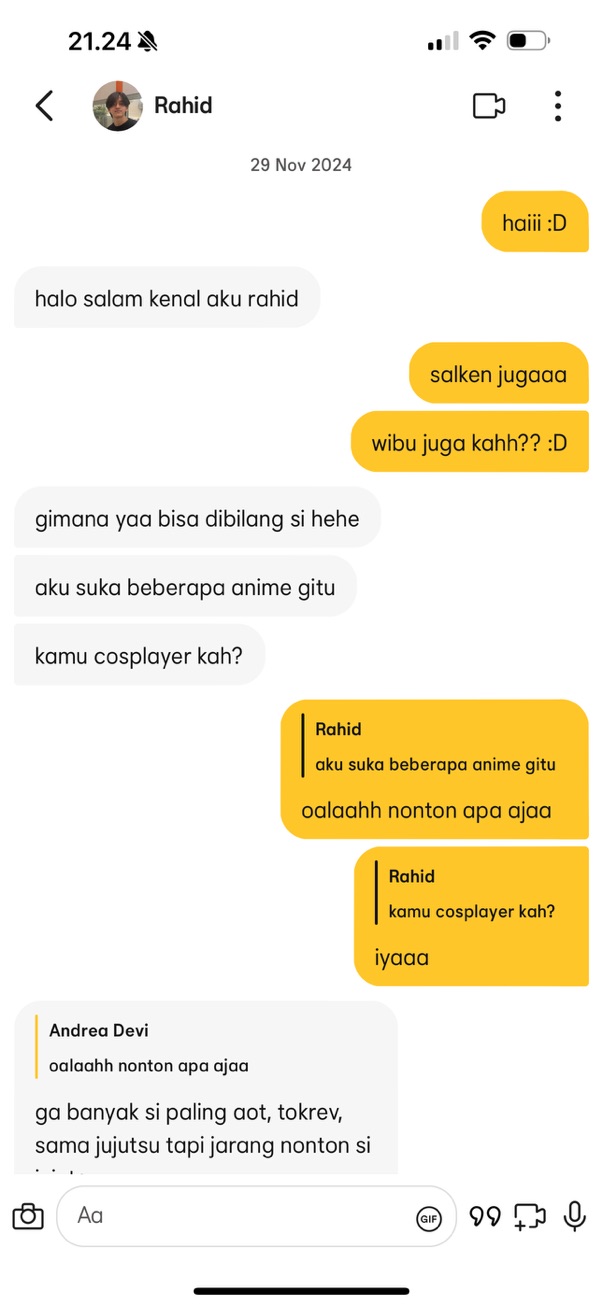 21.24
Rahid
29 Nov 2024
haiii :D
halo salam kenal aku rahid
salken jugaaa
wibu juga kahh?? :D
gimana yaa bisa dibilang si hehe
aku suka beberapa anime gitu
kamu cosplayer kah?
Rahid
aku suka beberapa anime gitu
oalaahh nonton apa ajaa
Rahid
kamu cosplayer kah?
iyaaa
Andrea Devi
oalaahh nonton apa ajaa
ga banyak si paling aot, tokrev,
sama jujutsu tapi jarang nonton si
Aa
GIF